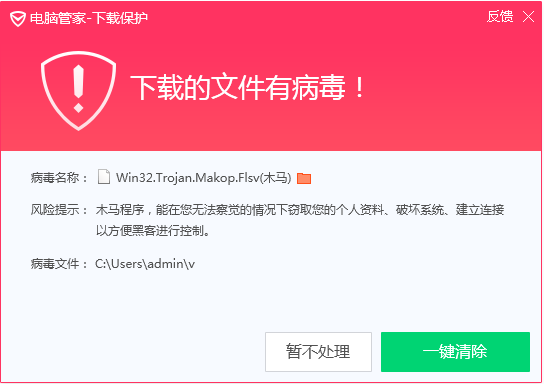 电脑管家-下载保护
反馈
下载的文件有病毒！
病毒名称： Win32.Trojan.Makop.Flsv(木马)
风险提示： 木马程序，能在您无法察觉的情况下窃取您的个人资料、破坏系统、建立连接
以方便黑客进行控制。
病毒文件： C:\Users\admin\v
暂不处理
一键清除